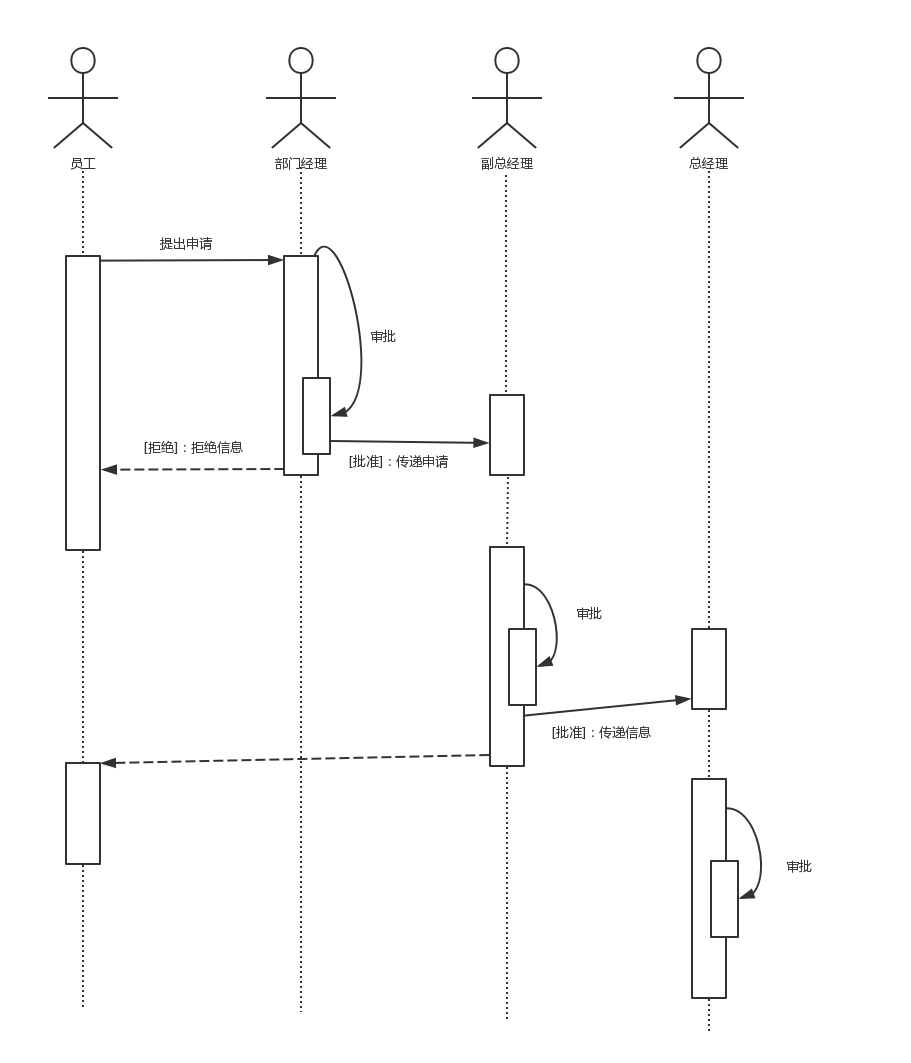 员工
部门经理
副总经理
总经理
提出申请
审批
[拒绝]：拒绝信息
[批准]：传递申请
审批
[批准]：传递信息
审批